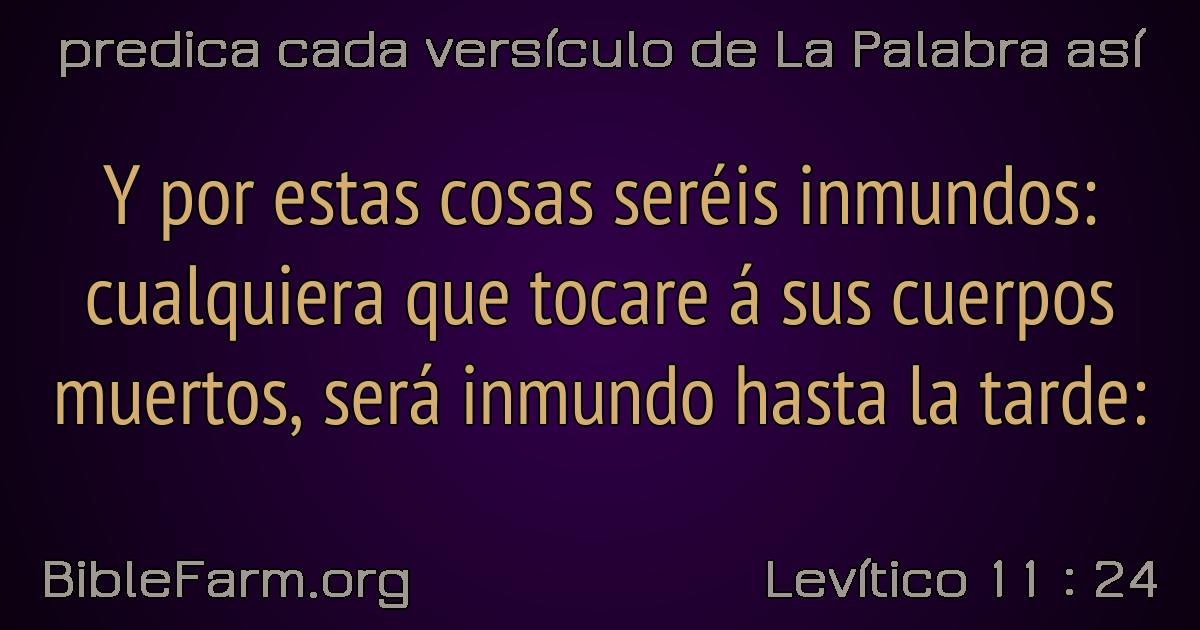 predica cada versículo de La Palabra así
Y por estas cosas seréis inmundos:
cualquiera que tocare á sus cuerpos
muertos, será inmundo hasta la tarde:
BibleFarm.org
Levítico 11 : 24